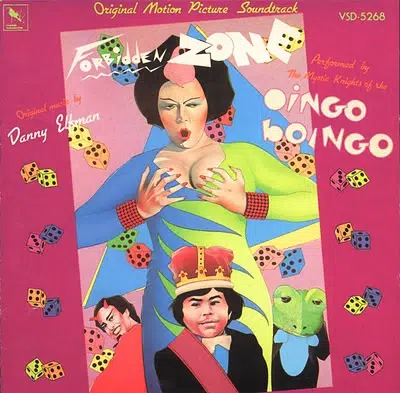 Original Motion Picture Soundtrack
VSD-5268
Forbidden ZONE
Original music by
Danny Elfman
Performed by
The Mystic Knights of the
OINGO
BOINGO